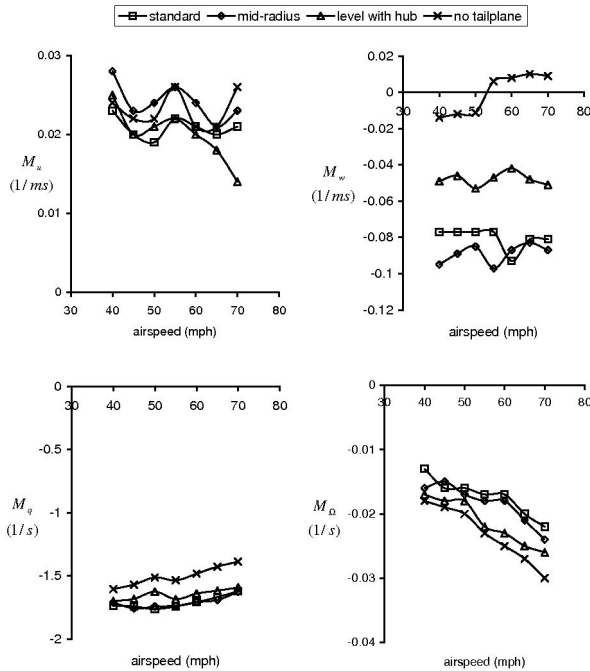 standard mid-radius level with hub no tailplane
0.03
0.02
0.01
0
M_u
(1/ms)
30 40 50 60 70 80
airspeed (mph)
0.02
0
-0.02
-0.04
-0.06
-0.08
-0.1
-0.12
30 40 50 60 70 80
M_w
(1/ms)
airspeed (mph)
0
-0.5
-1
-1.5
-2
30 40 50 60 70 80
M_q
(1/s)
airspeed (mph)
0
-0.01
-0.02
-0.03
-0.04
30 40 50 60 70 80
M_Ω
(1/s)
airspeed (mph)